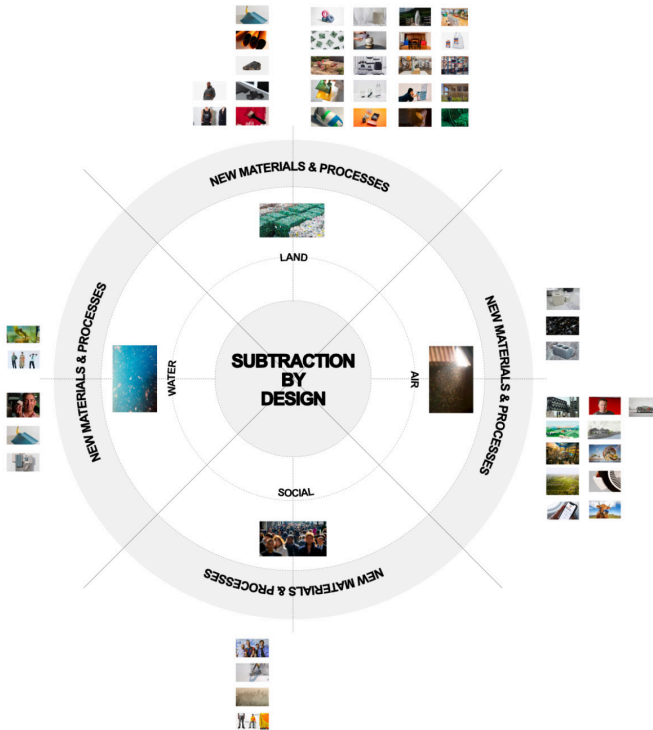 NEW MATERIALS & PROCESSES
LAND
NEW MATERIALS & PROCESSES
WATER
SUBTRACTION
BY
DESIGN
AIR
NEW MATERIALS & PROCESSES
SOCIAL
NEW MATERIALS & PROCESSES